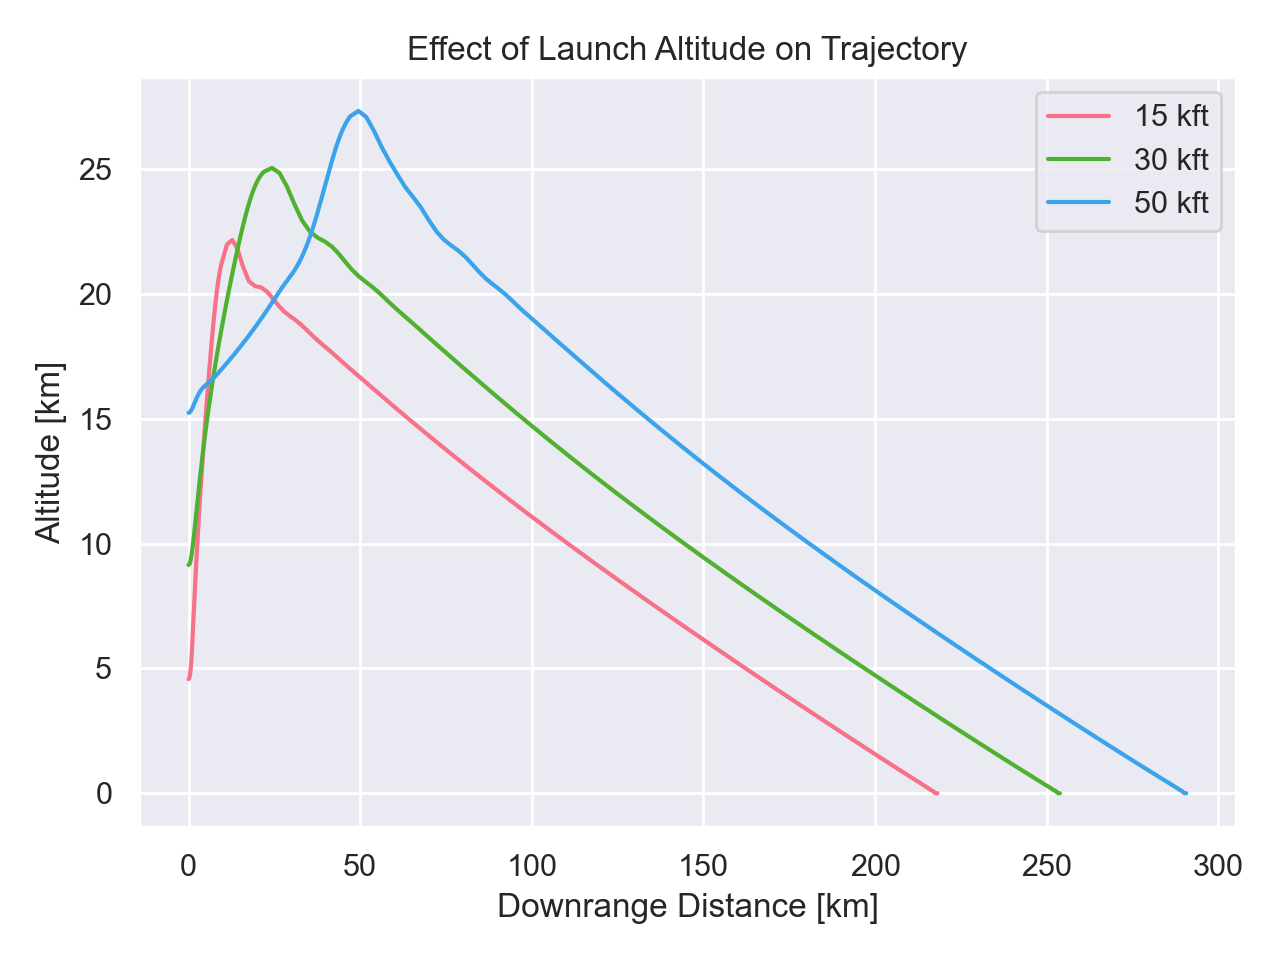 Effect of Launch Altitude on Trajectory
15 kft
30 kft
50 kft
Altitude [km]
25
20
15
10
5
0
0 50 100 150 200 250 300
Downrange Distance [km]